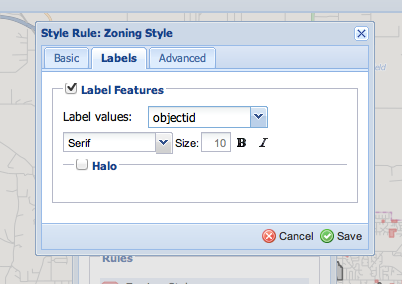 Style Rule: Zoning Style
Basic Labels Advanced
Label Features
Label values: objectid
Serif Size: 10 B I
Halo
Cancel Save
Rules